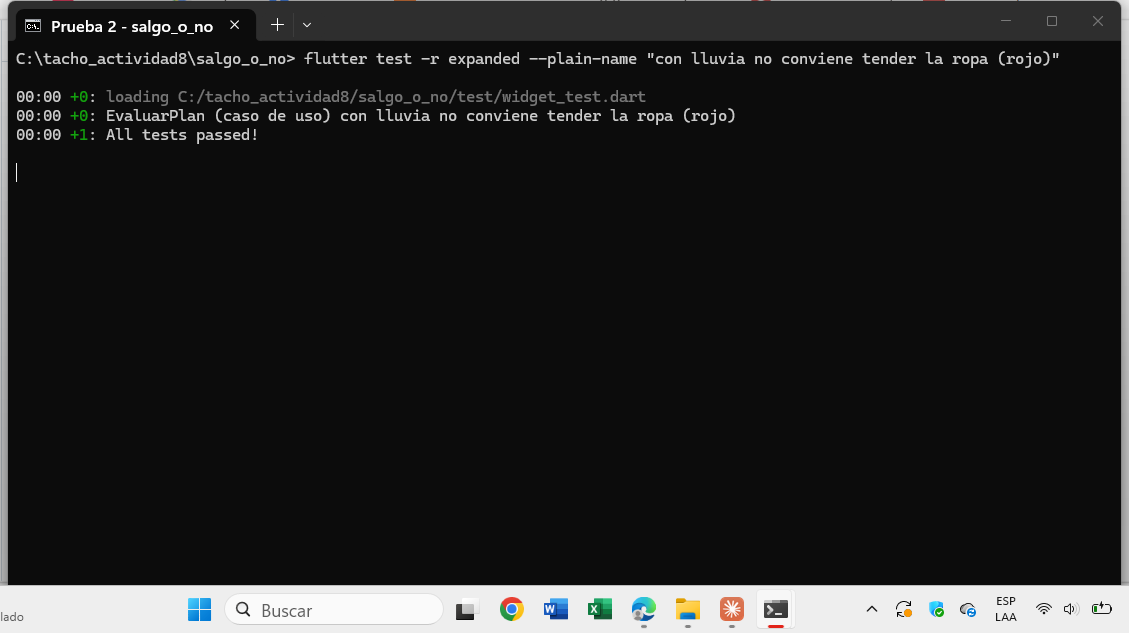 Prueba 2 - salgo_o_no
C:\tacho_actividad8\salgo_o_no> flutter test -r expanded --plain-name "con lluvia no conviene tender la ropa (rojo)"
00:00 +0: loading C:/tacho_actividad8/salgo_o_no/test/widget_test.dart
00:00 +0: EvaluarPlan (caso de uso) con lluvia no conviene tender la ropa (rojo)
00:00 +1: All tests passed!
lado
Buscar
ESP
LAA